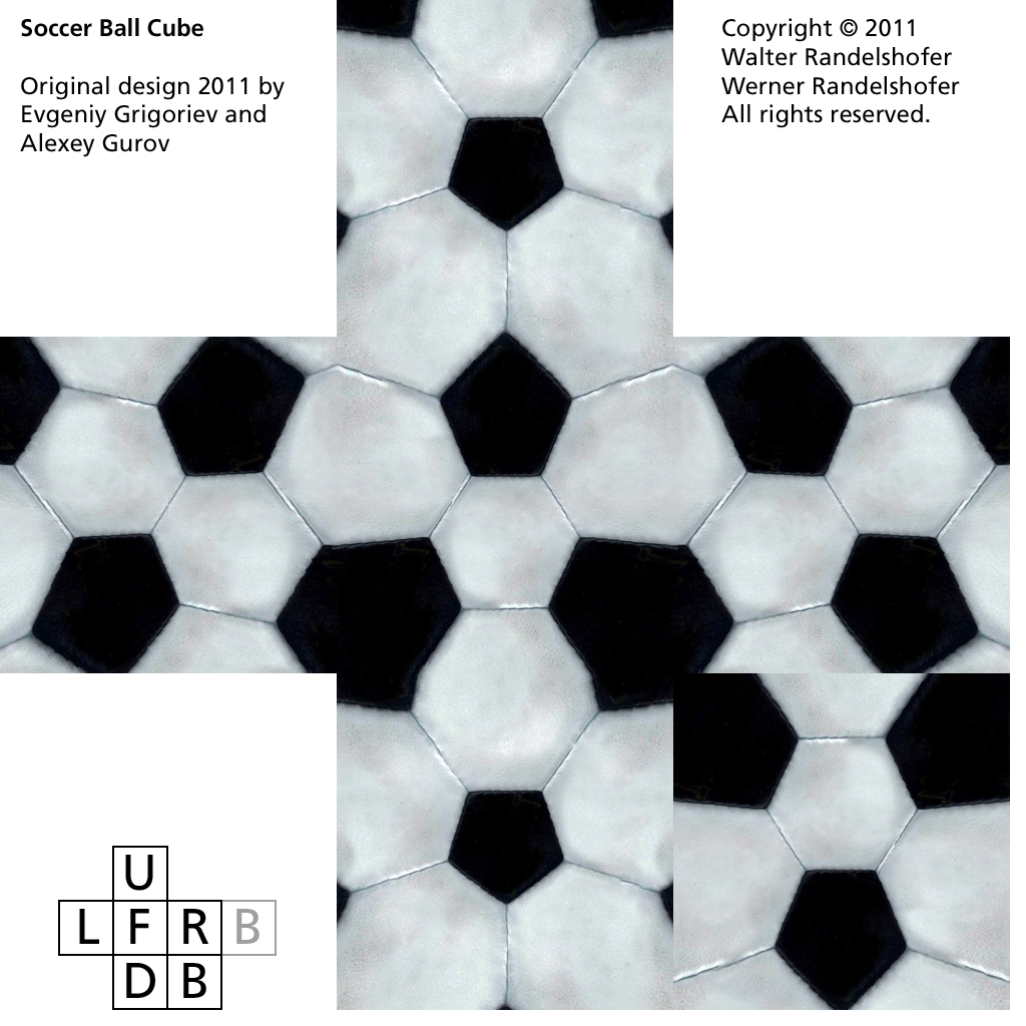 Soccer Ball Cube
Original design 2011 by
Evgeniy Grigoriev and
Alexey Gurov
Copyright © 2011
Walter Randelshofer
Werner Randelshofer
All rights reserved.
U
L F R B
D B